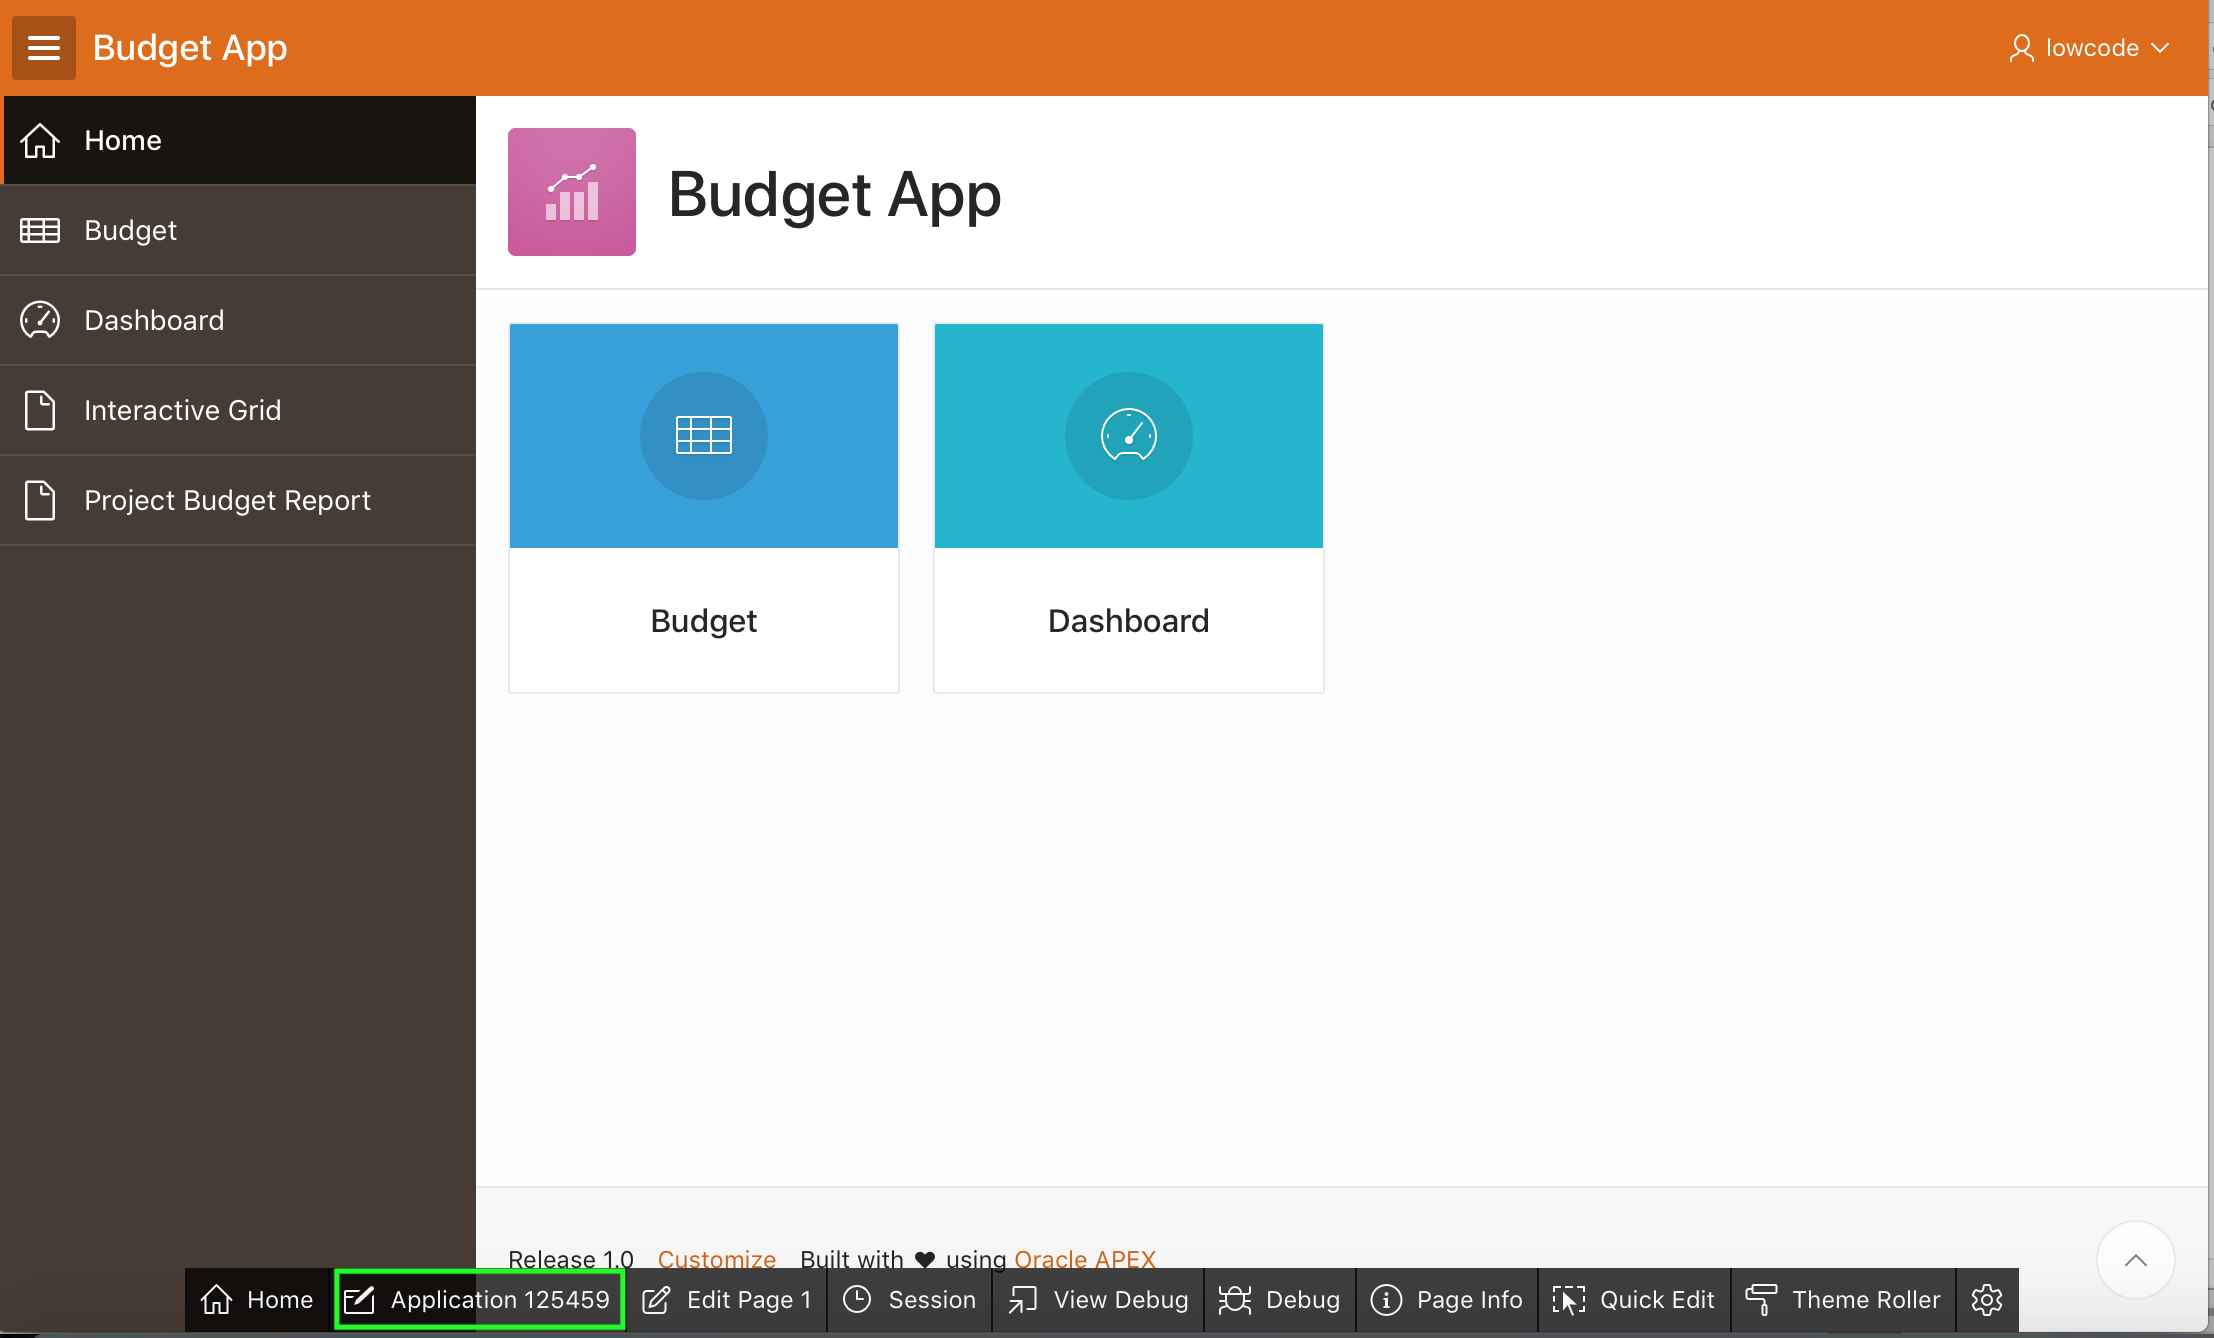 Budget App
lowcode
Home
Budget
Dashboard
Interactive Grid
Project Budget Report
Budget App
Budget
Dashboard
Release 1.0 Customize Built with ♥ using Oracle APEX
Home Application 125459 Edit Page 1 Session View Debug Debug Page Info Quick Edit Theme Roller